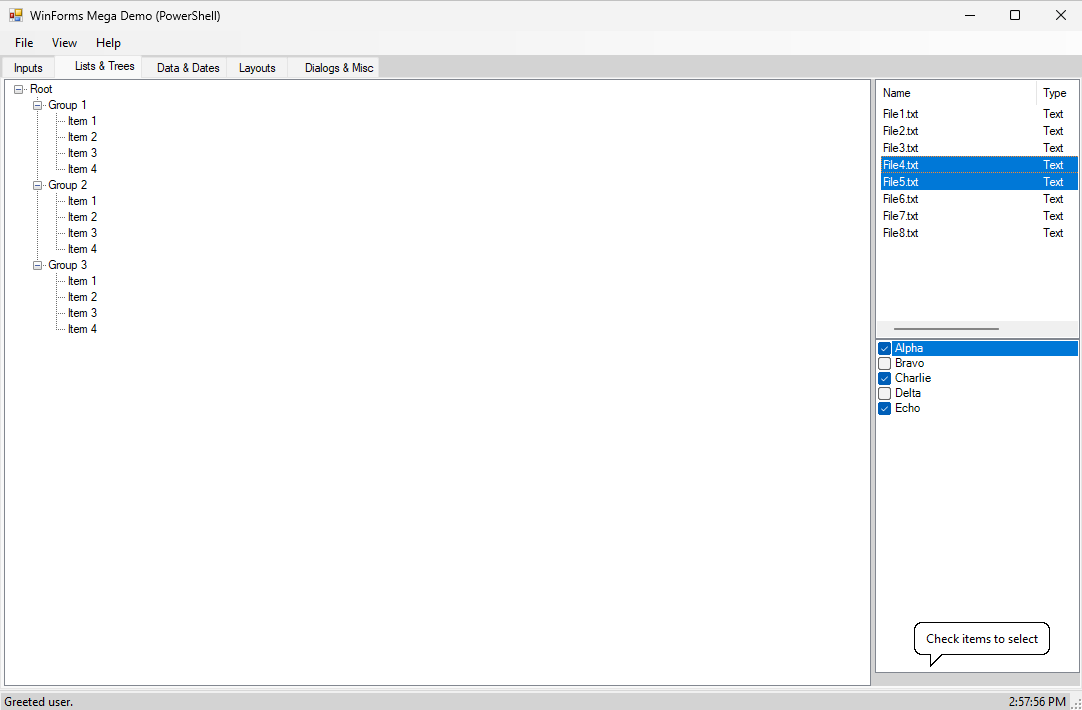 WinForms Mega Demo (PowerShell)
File View Help
Inputs Lists & Trees Data & Dates Layouts Dialogs & Misc
Root
Group 1
Item 1
Item 2
Item 3
Item 4
Group 2
Item 1
Item 2
Item 3
Item 4
Group 3
Item 1
Item 2
Item 3
Item 4
Name Type
File1.txt Text
File2.txt Text
File3.txt Text
File4.txt Text
File5.txt Text
File6.txt Text
File7.txt Text
File8.txt Text
Alpha
Bravo
Charlie
Delta
Echo
Check items to select
Greeted user. 2:57:56 PM